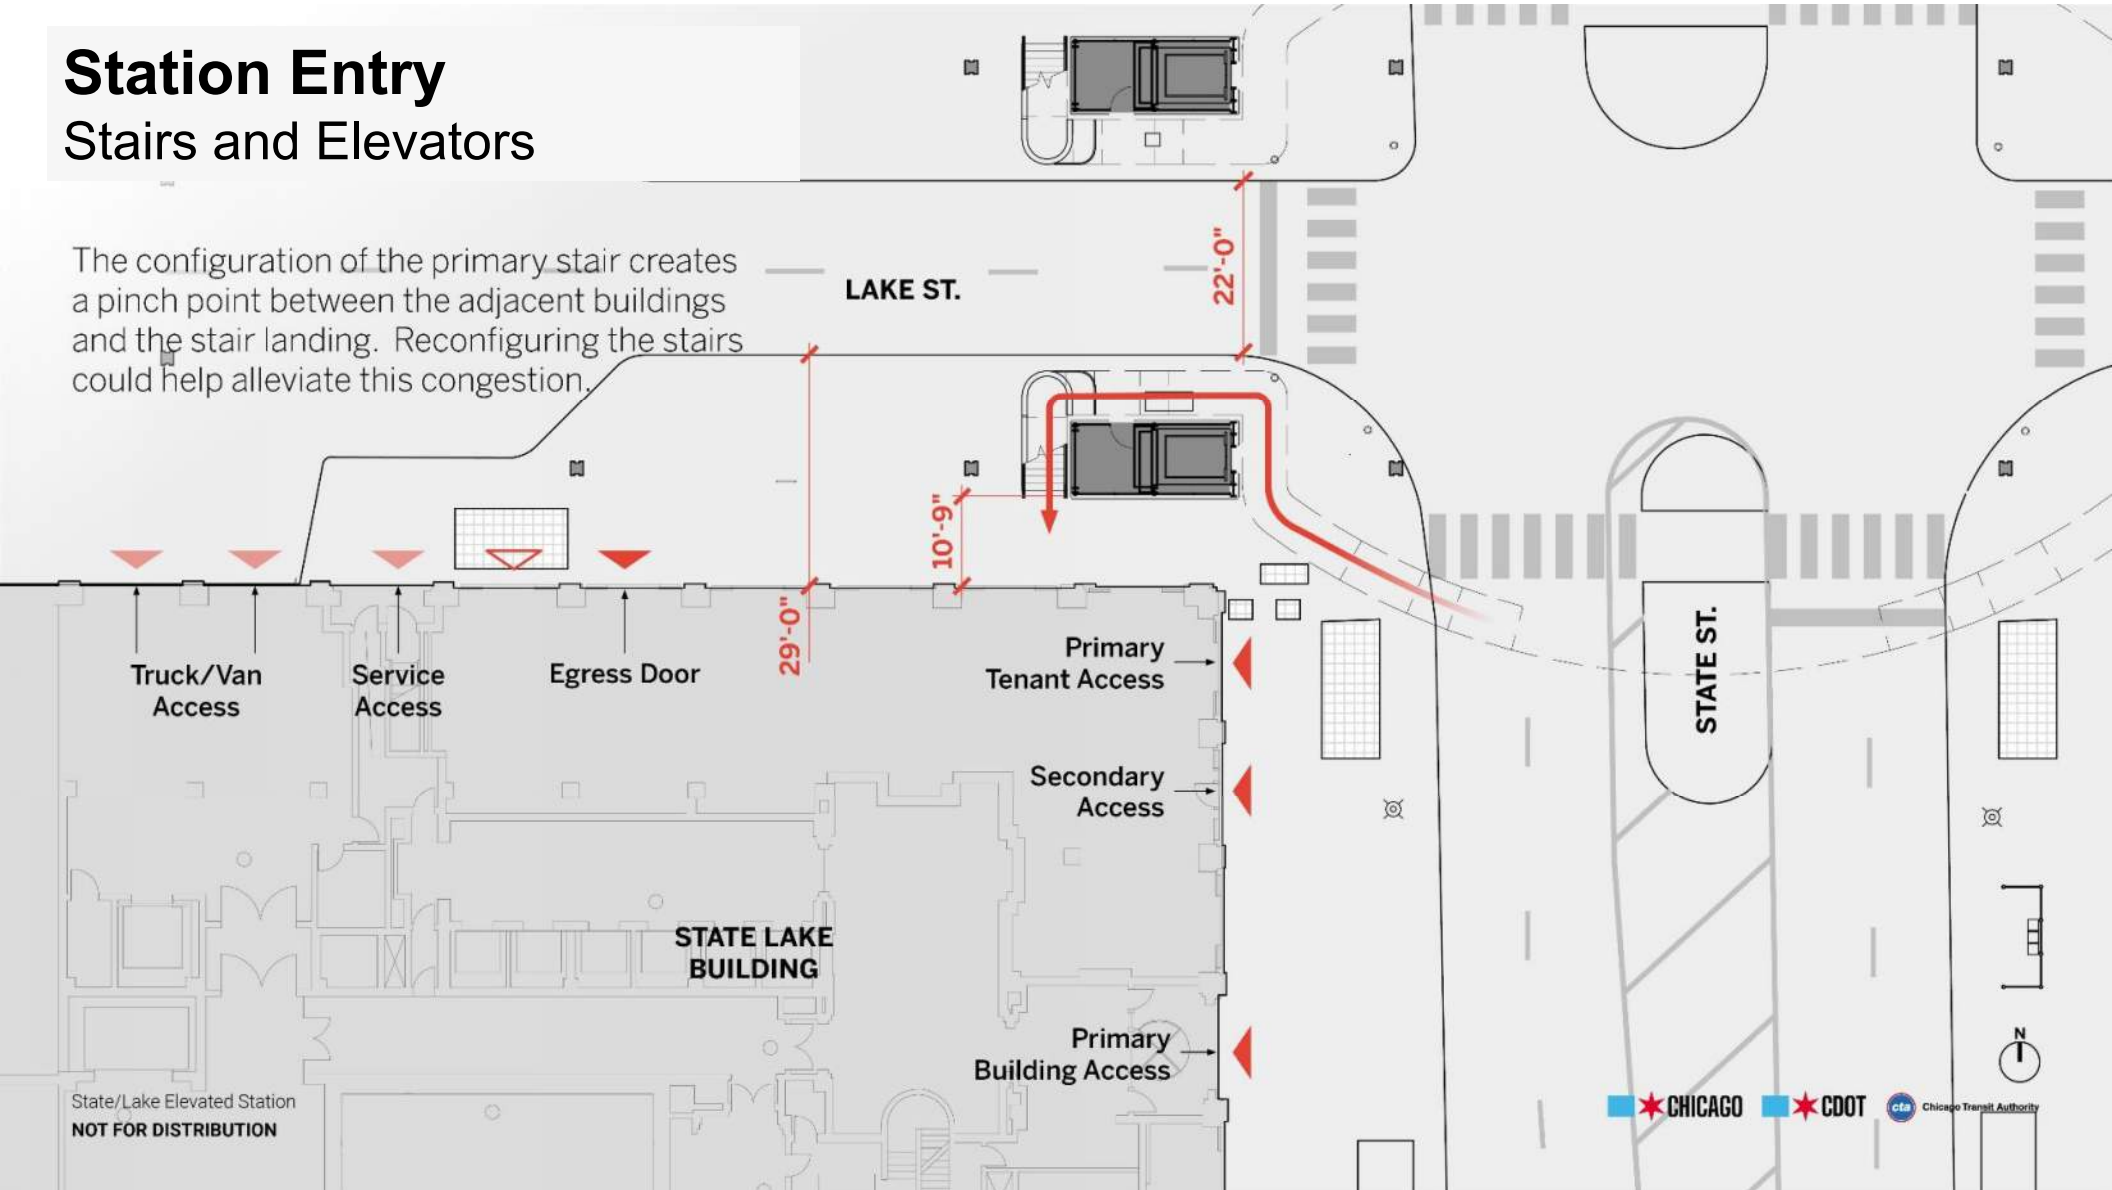 Station Entry
Stairs and Elevators
The configuration of the primary stair creates
a pinch point between the adjacent buildings
and the stair landing. Reconfiguring the stairs
could help alleviate this congestion.
LAKE ST.
22'-0"
10'-9"
29'-0"
Truck/Van
Access
Service
Access
Egress Door
Primary
Tenant Access
Secondary
Access
STATE ST.
STATE LAKE
BUILDING
Primary
Building Access
N
State/Lake Elevated Station
NOT FOR DISTRIBUTION
CHICAGO
CDOT
cta
Chicago Transit Authority